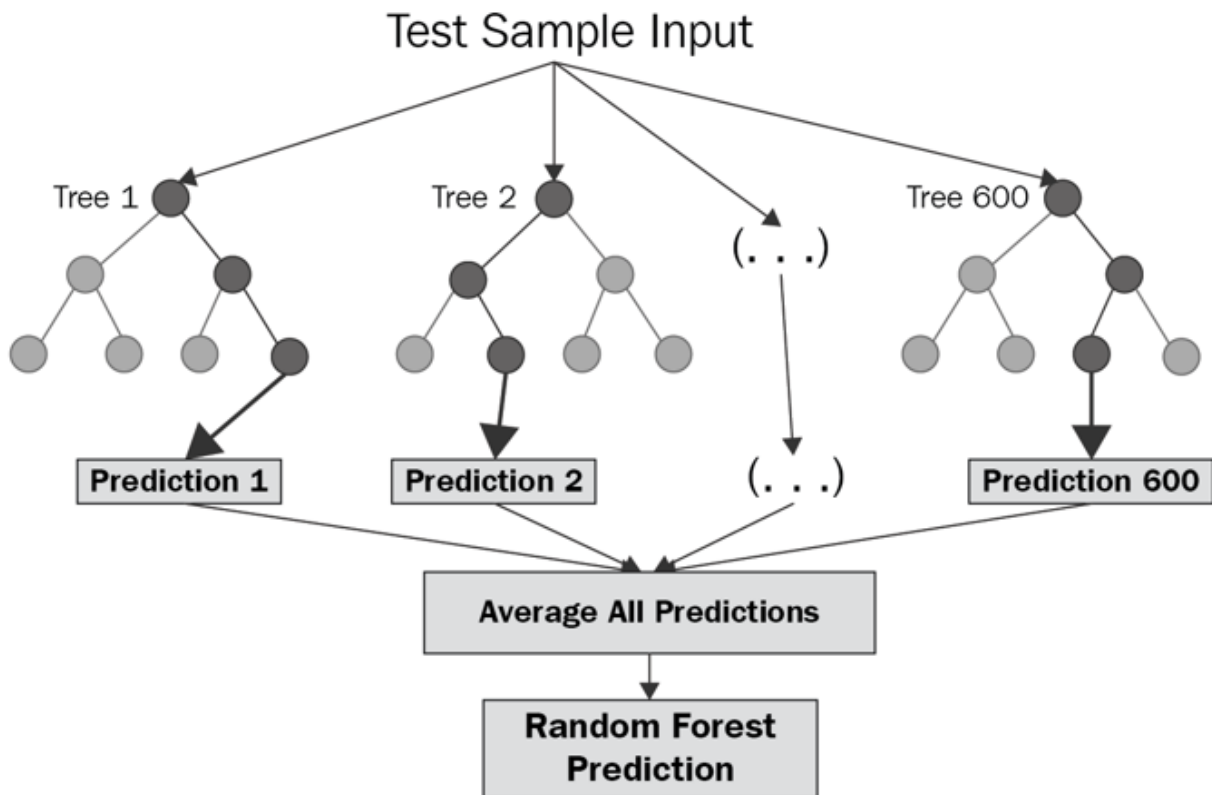 Test Sample Input
Tree 1
Tree 2
Tree 600
(. . .)
Prediction 1
Prediction 2
(. . .)
Prediction 600
Average All Predictions
Random Forest
Prediction